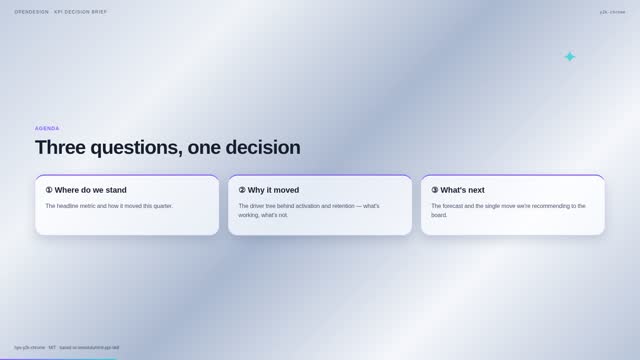 OPENDESIGN · KPI DECISION BRIEF
y2k-chrome
AGENDA
Three questions, one decision
① Where do we stand
The headline metric and how it moved this quarter.
② Why it moved
The driver tree behind activation and retention — what's
working, what's not.
③ What's next
The forecast and the single move we're recommending to the
board.